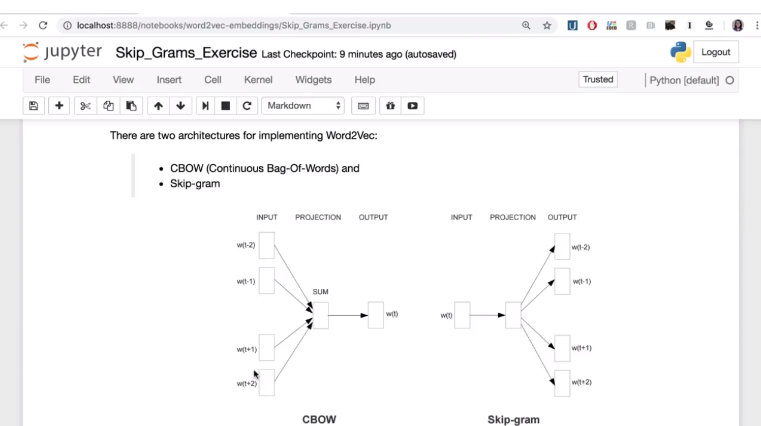 localhost:8888/notebooks/word2vec-embeddings/Skip_Grams_Exercise.ipynb
jupyter Skip_Grams_Exercise Last Checkpoint: 9 minutes ago (autosaved)
Logout
File Edit View Insert Cell Kernel Widgets Help
Trusted
Python [default]
Markdown
There are two architectures for implementing Word2Vec:
• CBOW (Continuous Bag-Of-Words) and
• Skip-gram
INPUT PROJECTION OUTPUT
w(t-2)
w(t-1)
SUM
w(t)
w(t+1)
w(t+2)
CBOW
INPUT PROJECTION OUTPUT
w(t-2)
w(t-1)
w(t)
w(t+1)
w(t+2)
Skip-gram